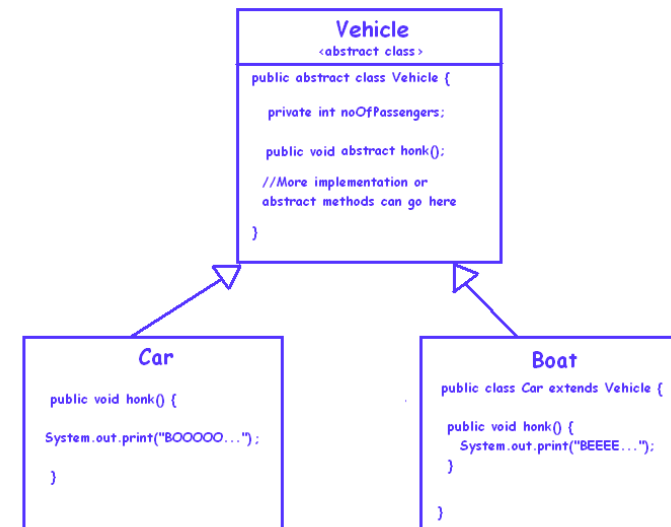 Vehicle
<abstract class>
public abstract class Vehicle {
private int noOfPassengers;
public void abstract honk();
//More implementation or
abstract methods can go here
}
Car
public void honk() {
System.out.print("BOOOOO...");
}
Boat
public class Car extends Vehicle {
public void honk() {
System.out.print("BEEEE...");
}
}